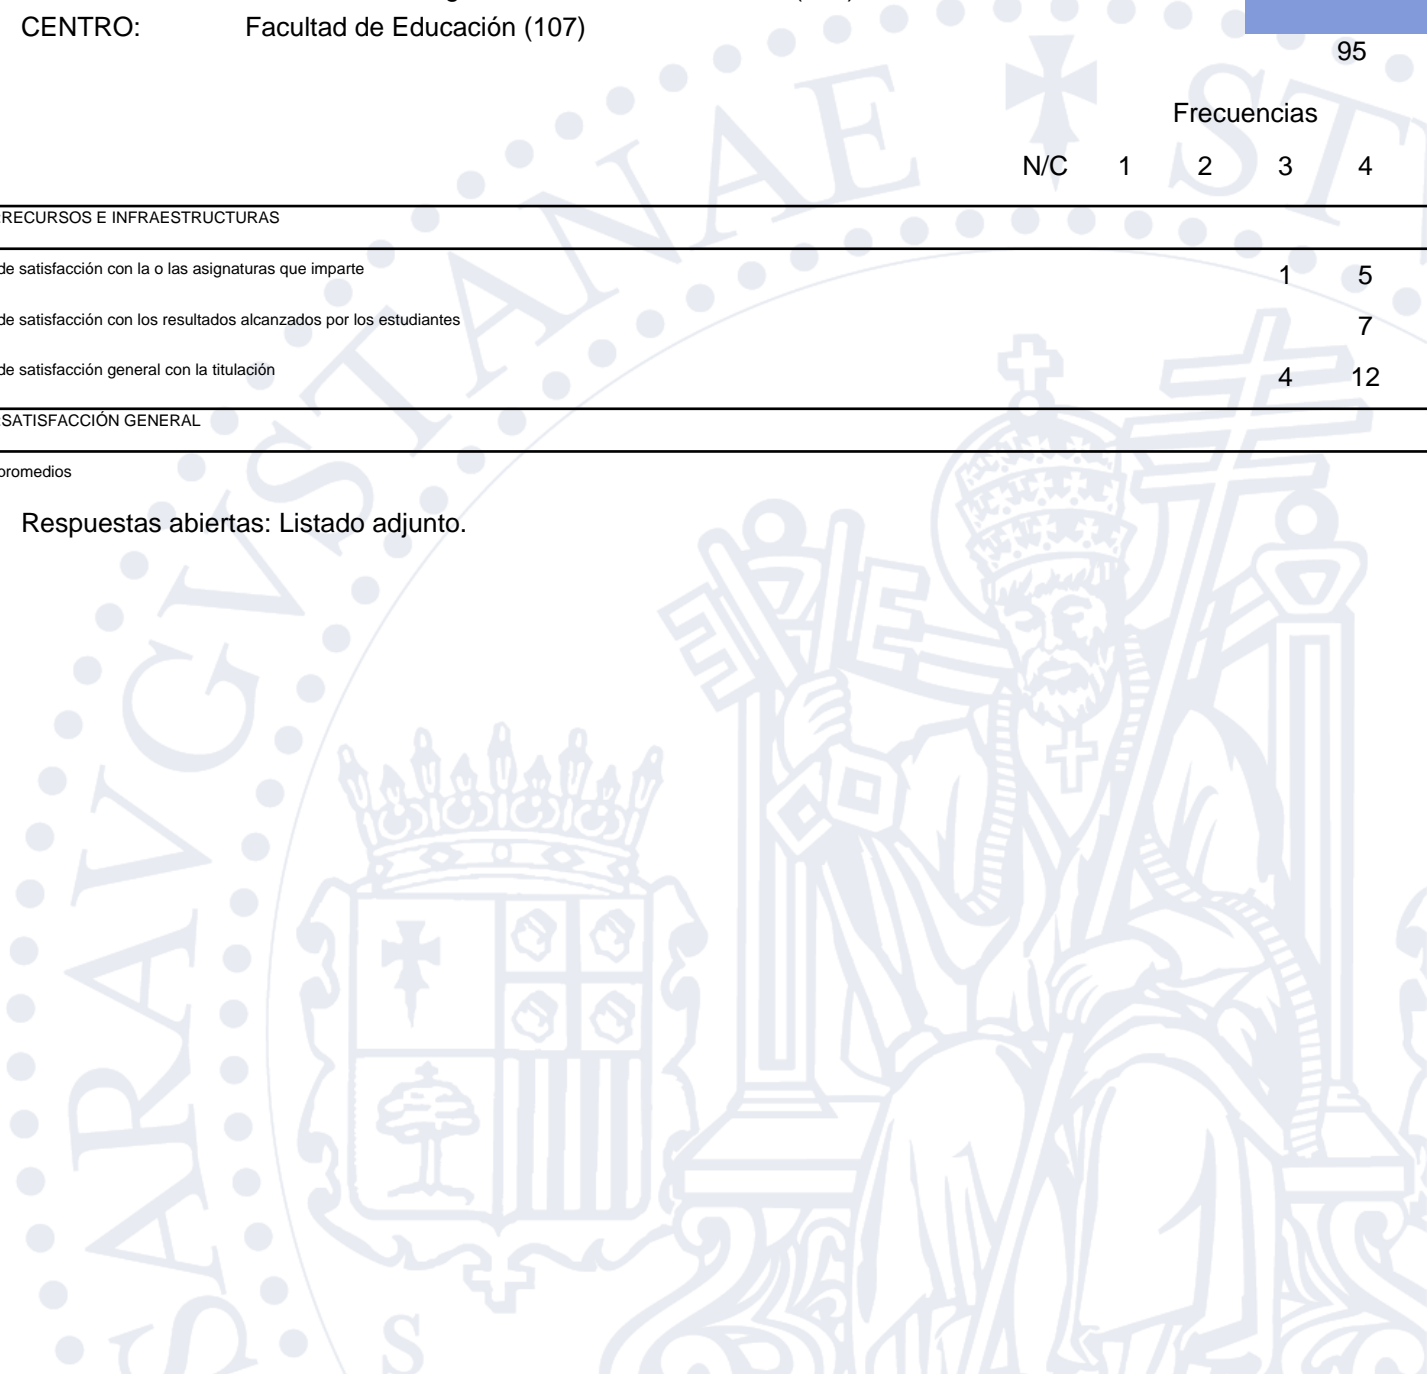 CENTRO: Facultad de Educación (107)
95
Frecuencias
N/C 1 2 3 4
RECURSOS E INFRAESTRUCTURAS
de satisfacción con la o las asignaturas que imparte 1 5
de satisfacción con los resultados alcanzados por los estudiantes 7
de satisfacción general con la titulación 4 12
SATISFACCIÓN GENERAL
promedios
Respuestas abiertas: Listado adjunto.
SARAVGVSTANAE ST
S